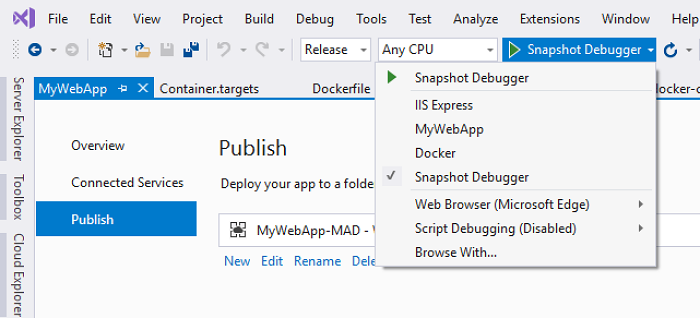 File Edit View Project Build Debug Tools Test Analyze Extensions Window Help
Release Any CPU Snapshot Debugger
Server Explorer
Toolbox
Cloud Explorer
MyWebApp Container.targets Dockerfile
Snapshot Debugger
IIS Express
MyWebApp
Docker
Snapshot Debugger
Web Browser (Microsoft Edge)
Script Debugging (Disabled)
Browse With...
Overview
Connected Services
Publish
Publish
Deploy your app to a folde
MyWebApp-MAD -
New Edit Rename Dele